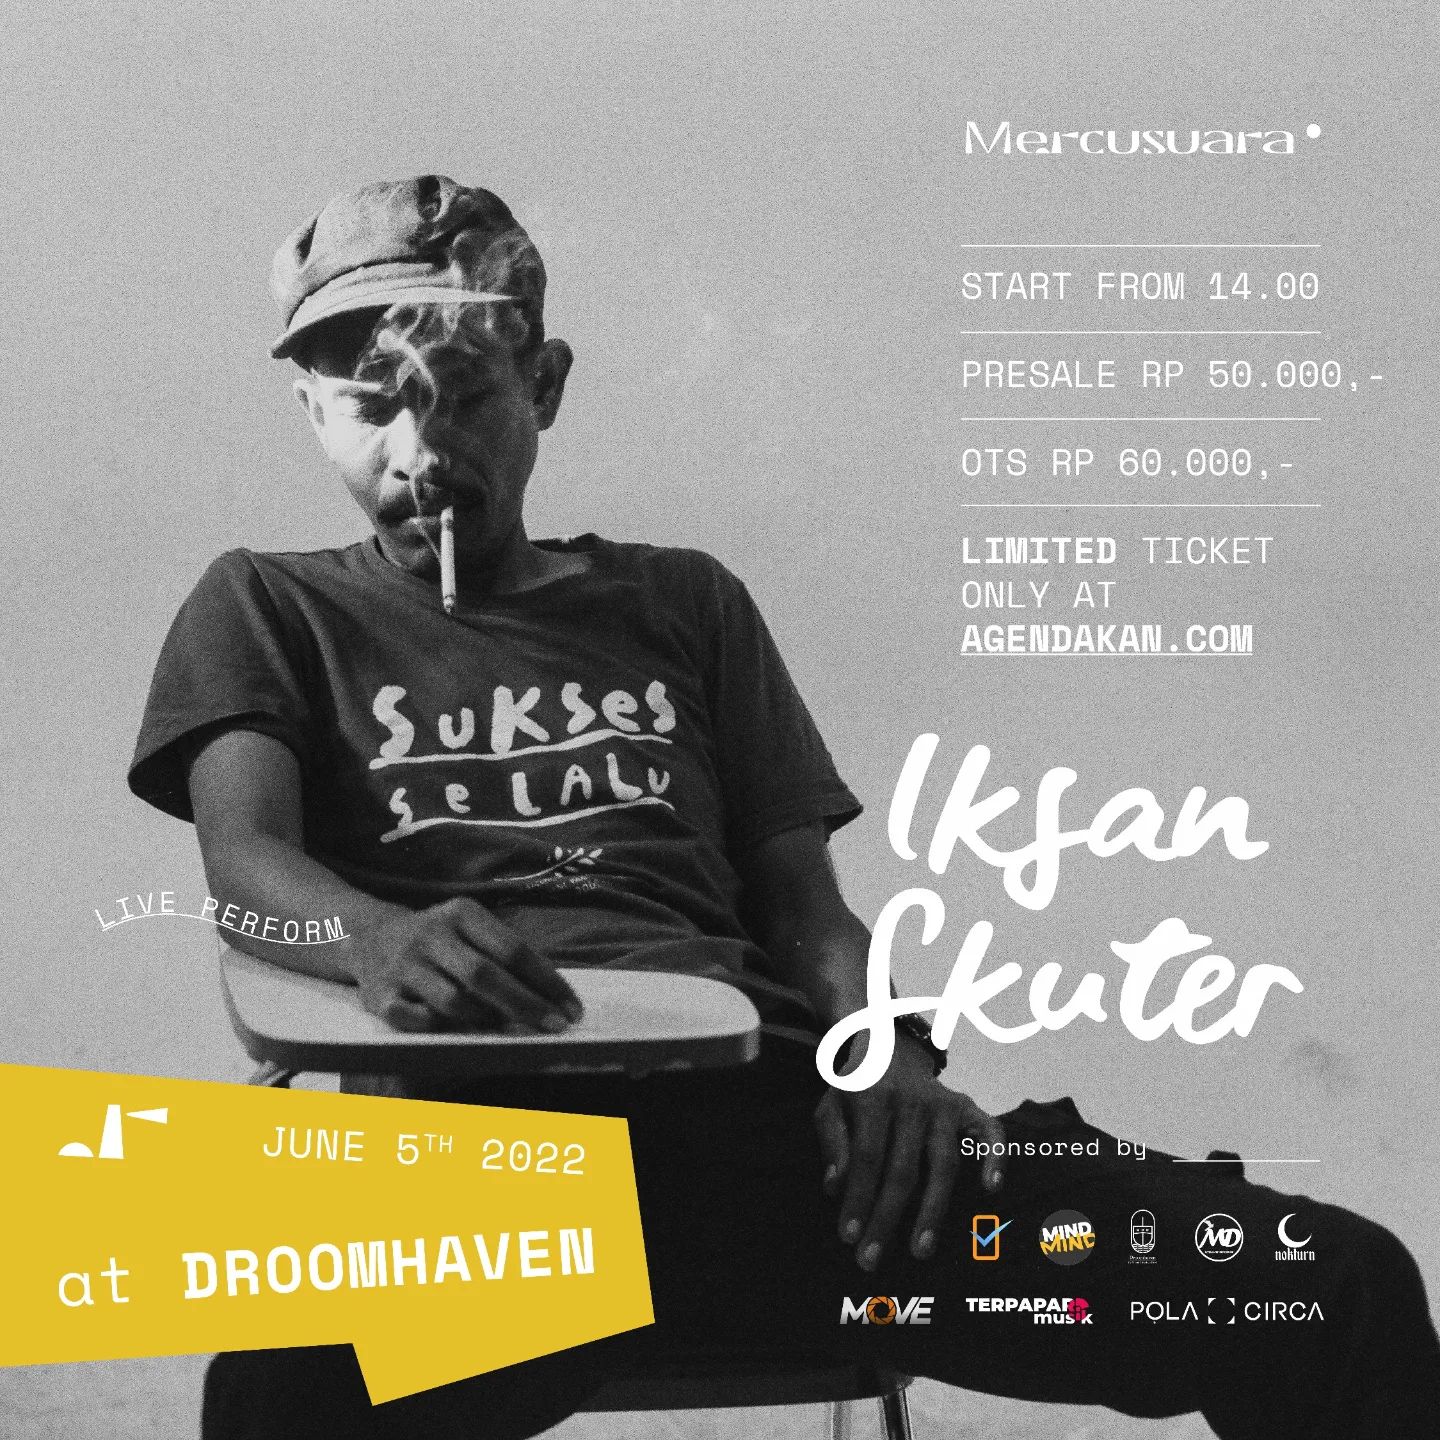 Mercusuara
START FROM 14.00
PRESALE RP 50.000,-
OTS RP 60.000,-
LIMITED TICKET
ONLY AT
AGENDAKAN.COM
SuKses
seLALu
Iksan
Skuter
LIVE PERFORM
JUNE 5TH 2022
at DROOMHAVEN
Sponsored by
MIND
MIND
MD
nokturn
MOVE
TERPAPAR
musik
POLA CIRCA